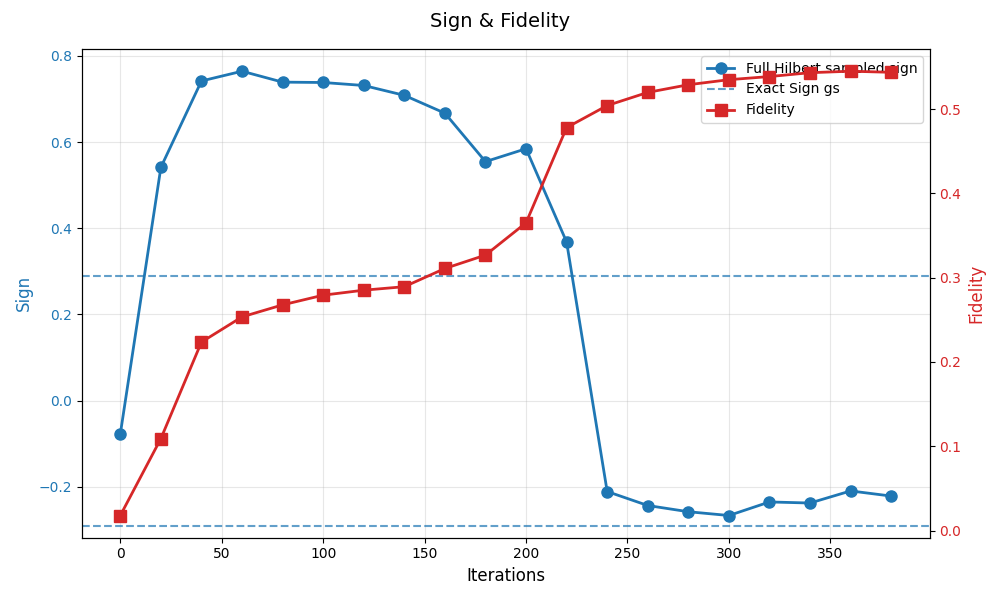 Sign & Fidelity
Full Hilbert sampled sign
Exact Sign gs
Fidelity
0.8
0.6
0.4
0.2
0.0
−0.2
Sign
0.5
0.4
0.3
0.2
0.1
0.0
Fidelity
0 50 100 150 200 250 300 350
Iterations